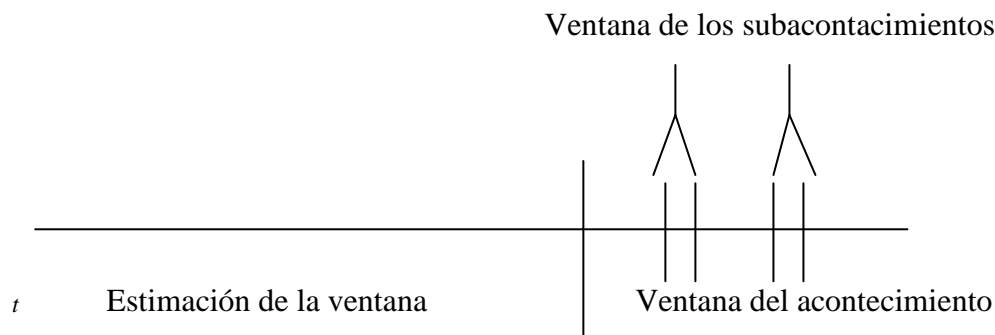 Ventana de los subacontacimientos
t Estimación de la ventana Ventana del acontecimiento